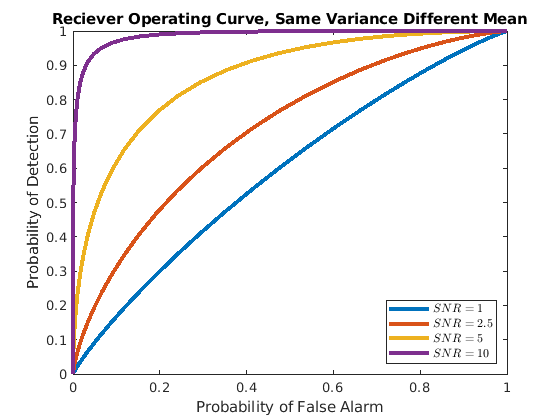 Reciever Operating Curve, Same Variance Different Mean
1
0.9
0.8
0.7
0.6
0.5
0.4
0.3
0.2
0.1
0
Probability of Detection
0 0.2 0.4 0.6 0.8 1
Probability of False Alarm
SNR = 1
SNR = 2.5
SNR = 5
SNR = 10